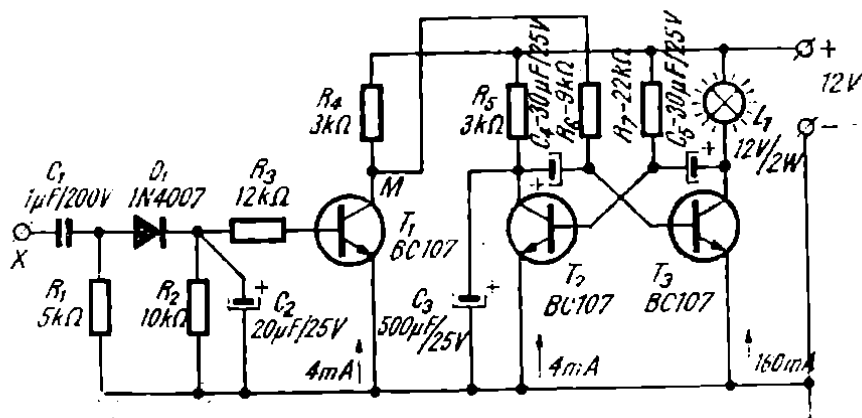 C₁
1µF/200V
X
D₁
1N4007
R₁
5kΩ
R₂
10kΩ
R₃
12kΩ
C₂
20µF/25V
+
R₄
3kΩ
M
T₁
BC107
4mA
C₃
500µF
/25V
+
R₅
3kΩ
C₄-30µF/25V
+
R₆-9kΩ
R₇-22kΩ
C₅-30µF/25V
+
T₂
BC107
4mA
T₃
BC107
160mA
L₁
12V/2W
+
12V
-